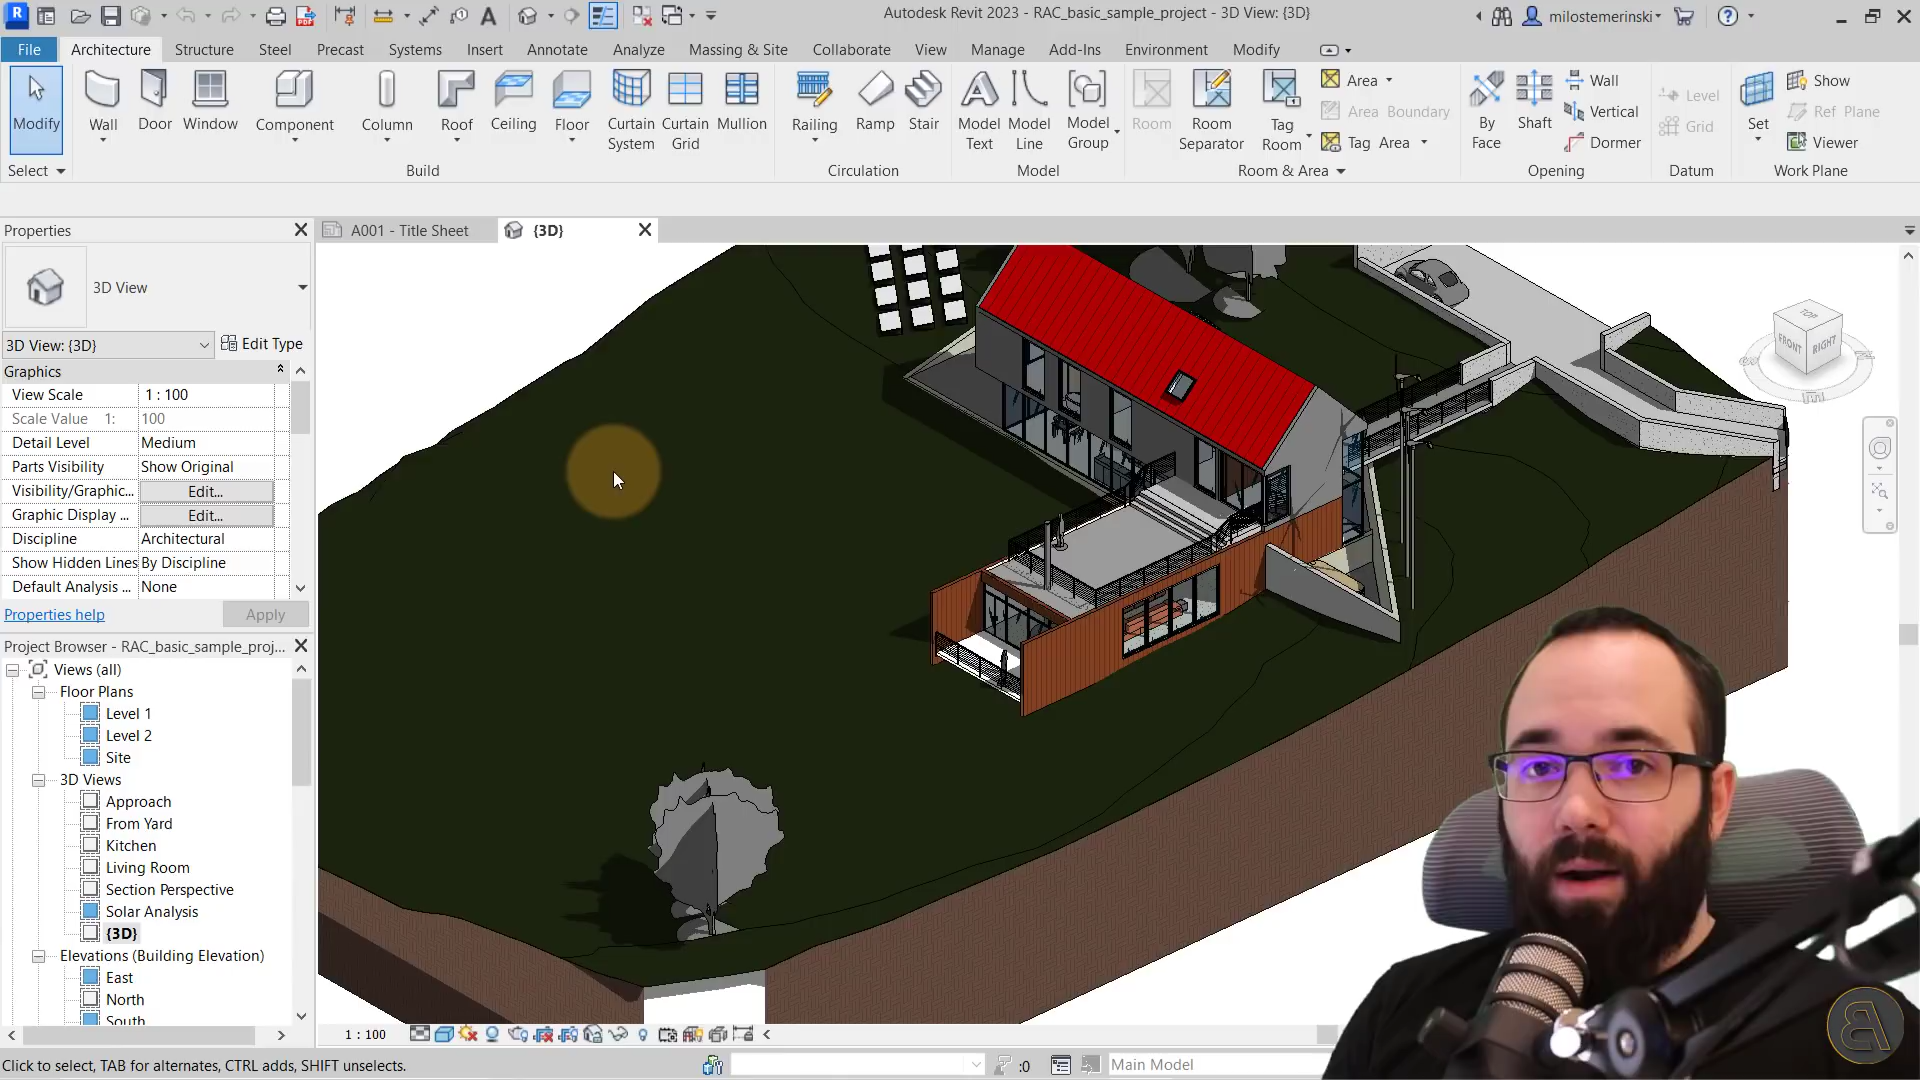 Autodesk Revit 2023 - RAC_basic_sample_project - 3D View: {3D}
milostemerinski
File
Architecture
Structure
Steel
Precast
Systems
Insert
Annotate
Analyze
Massing & Site
Collaborate
View
Manage
Add-Ins
Environment
Modify
Modify
Wall
Door
Window
Component
Column
Roof
Ceiling
Floor
Curtain
System
Curtain
Grid
Mullion
Railing
Ramp
Stair
Model
Text
Model
Line
Model
Group
Room
Room
Separator
Tag
Room
Area
Area Boundary
Tag Area
By
Face
Shaft
Wall
Vertical
Dormer
Level
Grid
Set
Show
Ref Plane
Viewer
Select
Build
Circulation
Model
Room & Area
Opening
Datum
Work Plane
Properties
A001 - Title Sheet
{3D}
3D View
3D View: {3D}
Edit Type
Graphics
View Scale
1 : 100
Scale Value 1:
100
Detail Level
Medium
Parts Visibility
Show Original
Visibility/Graphic...
Edit...
Graphic Display ...
Edit...
Discipline
Architectural
Show Hidden Lines
By Discipline
Default Analysis ...
None
Properties help
Apply
Project Browser - RAC_basic_sample_proj...
Views (all)
Floor Plans
Level 1
Level 2
Site
3D Views
Approach
From Yard
Kitchen
Living Room
Section Perspective
Solar Analysis
{3D}
Elevations (Building Elevation)
East
North
South
TOP
FRONT
RIGHT
1 : 100
Click to select, TAB for alternates, CTRL adds, SHIFT unselects.
:0
Main Model